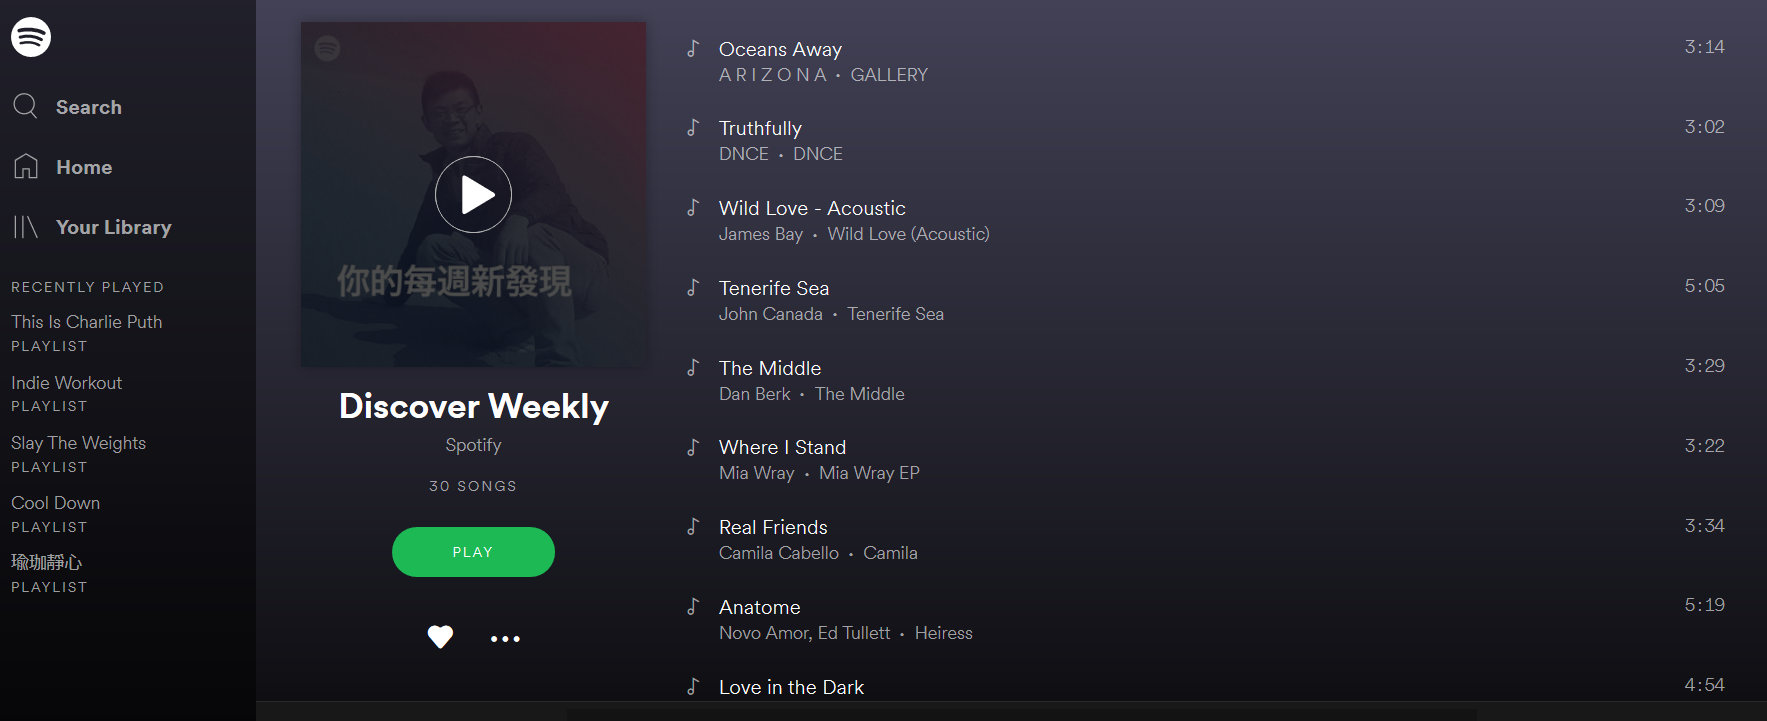 Search
Home
Your Library
RECENTLY PLAYED
This Is Charlie Puth
PLAYLIST
Indie Workout
PLAYLIST
Slay The Weights
PLAYLIST
Cool Down
PLAYLIST
瑜珈靜心
PLAYLIST
你的每週新發現
Discover Weekly
Spotify
30 SONGS
PLAY
Oceans Away 3:14
A R I Z O N A • GALLERY
Truthfully 3:02
DNCE • DNCE
Wild Love - Acoustic 3:09
James Bay • Wild Love (Acoustic)
Tenerife Sea 5:05
John Canada • Tenerife Sea
The Middle 3:29
Dan Berk • The Middle
Where I Stand 3:22
Mia Wray • Mia Wray EP
Real Friends 3:34
Camila Cabello • Camila
Anatome 5:19
Novo Amor, Ed Tullett • Heiress
Love in the Dark 4:54